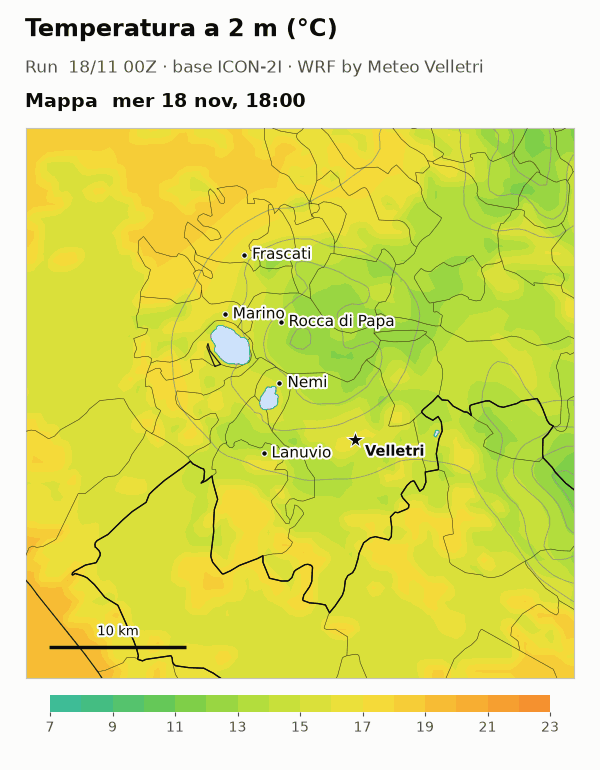 Temperatura a 2 m (°C)
Run  18/11 00Z · base ICON-2I · WRF by Meteo Velletri
Mappa  mer 18 nov, 18:00
Frascati
Marino
Rocca di Papa
Nemi
Velletri
Lanuvio
10 km
7 9 11 13 15 17 19 21 23